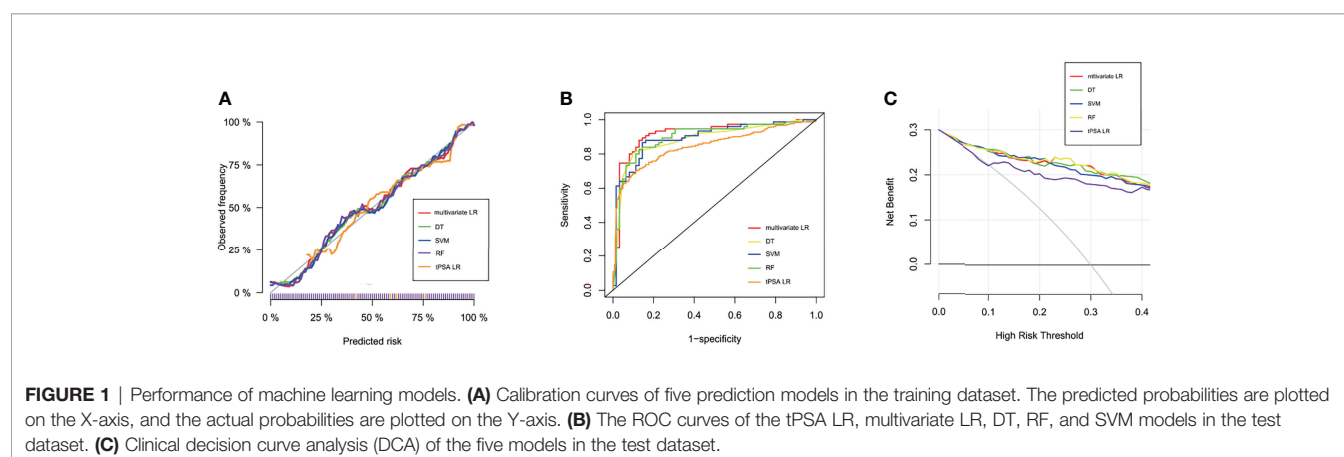 A
B
C
100 %
75 %
50 %
25 %
0 %
Observed frequency
multivariate LR
DT
SVM
RF
tPSA LR
0 %
25 %
50 %
75 %
100 %
Predicted risk
1.0
0.8
0.6
0.4
0.2
0.0
Sensitivity
multivariate LR
DT
SVM
RF
tPSA LR
0.0
0.2
0.4
0.6
0.8
1.0
1−specificity
mltivariate LR
DT
SVM
RF
tPSA LR
0.3
0.2
0.1
0.0
Net Benefit
0.0
0.1
0.2
0.3
0.4
High Risk Threshold
FIGURE 1 | Performance of machine learning models. (A) Calibration curves of five prediction models in the training dataset. The predicted probabilities are plotted
on the X-axis, and the actual probabilities are plotted on the Y-axis. (B) The ROC curves of the tPSA LR, multivariate LR, DT, RF, and SVM models in the test
dataset. (C) Clinical decision curve analysis (DCA) of the five models in the test dataset.